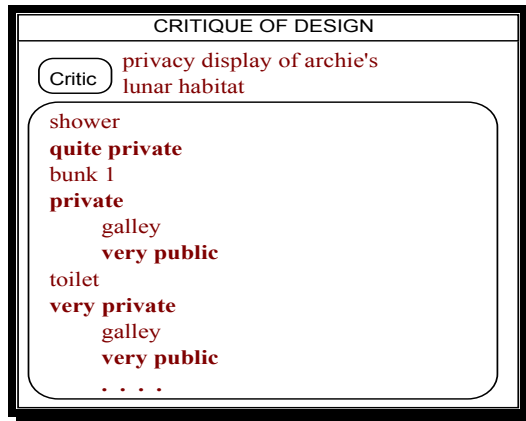 CRITIQUE OF DESIGN
Critic
privacy display of archie's
lunar habitat
shower
quite private
bunk 1
private
galley
very public
toilet
very private
galley
very public
. . . .